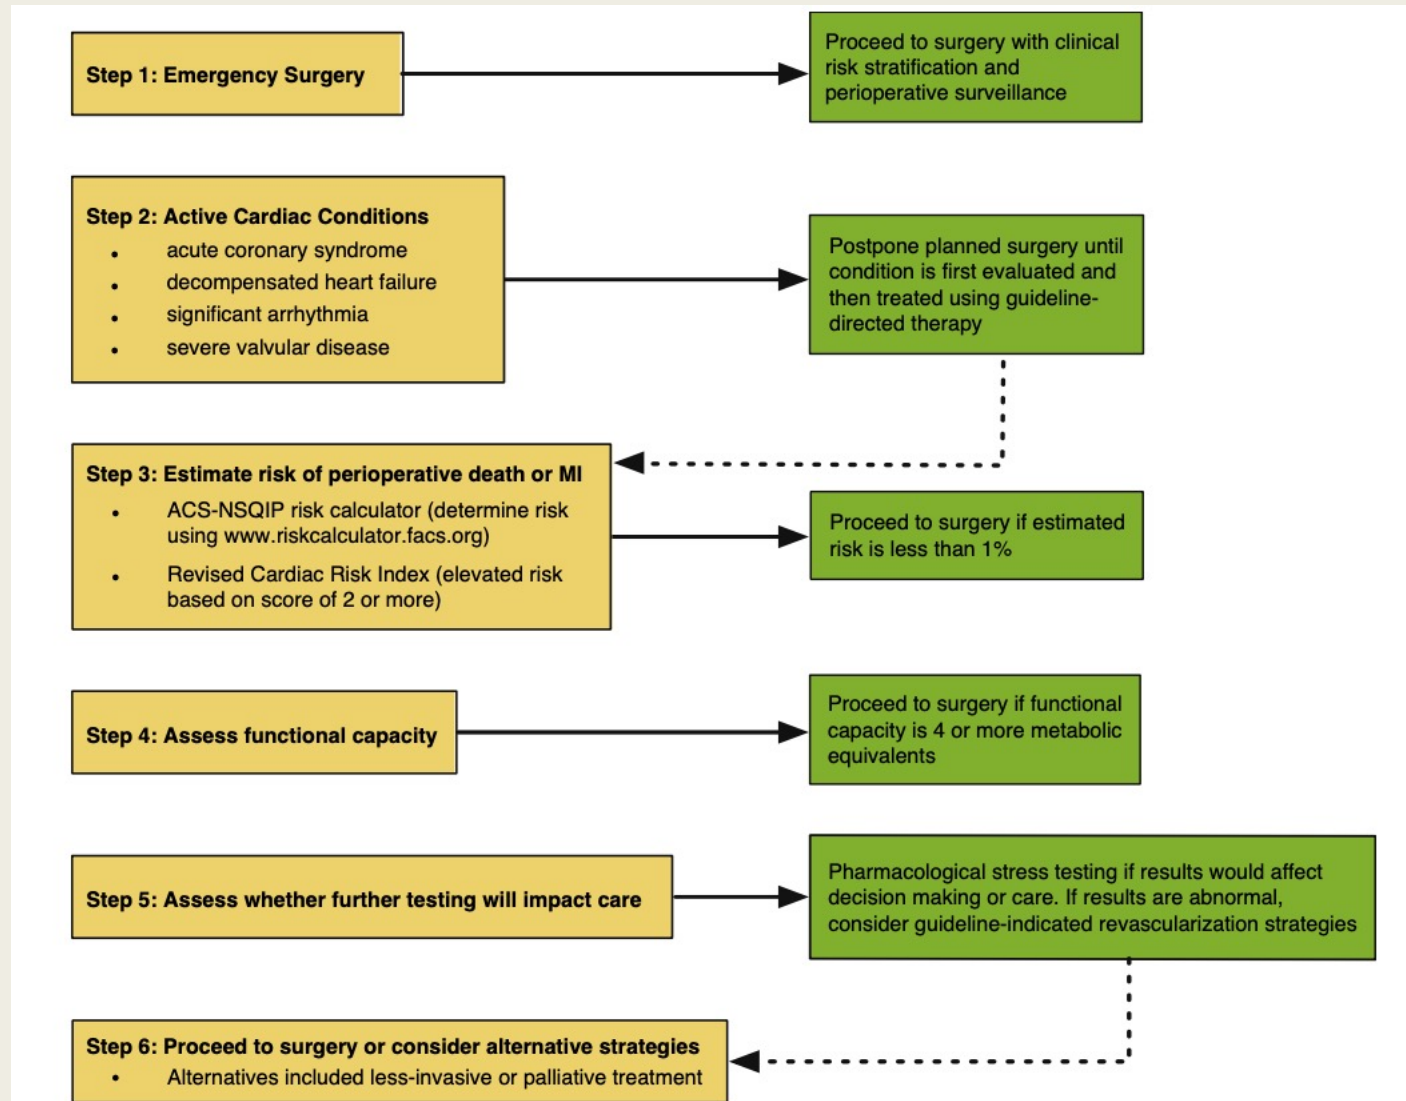 Step 1: Emergency Surgery
Proceed to surgery with clinical
risk stratification and
perioperative surveillance
Step 2: Active Cardiac Conditions
• acute coronary syndrome
• decompensated heart failure
• significant arrhythmia
• severe valvular disease
Postpone planned surgery until
condition is first evaluated and
then treated using guideline-
directed therapy
Step 3: Estimate risk of perioperative death or MI
• ACS-NSQIP risk calculator (determine risk
using www.riskcalculator.facs.org)
• Revised Cardiac Risk Index (elevated risk
based on score of 2 or more)
Proceed to surgery if estimated
risk is less than 1%
Step 4: Assess functional capacity
Proceed to surgery if functional
capacity is 4 or more metabolic
equivalents
Step 5: Assess whether further testing will impact care
Pharmacological stress testing if results would affect
decision making or care. If results are abnormal,
consider guideline-indicated revascularization strategies
Step 6: Proceed to surgery or consider alternative strategies
• Alternatives included less-invasive or palliative treatment